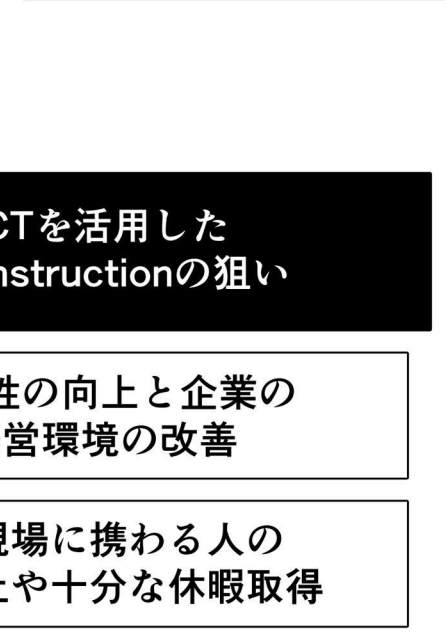 CTを活用した
nstructionの狙い
性の向上と企業の
営環境の改善
現場に携わる人の
上や十分な休暇取得